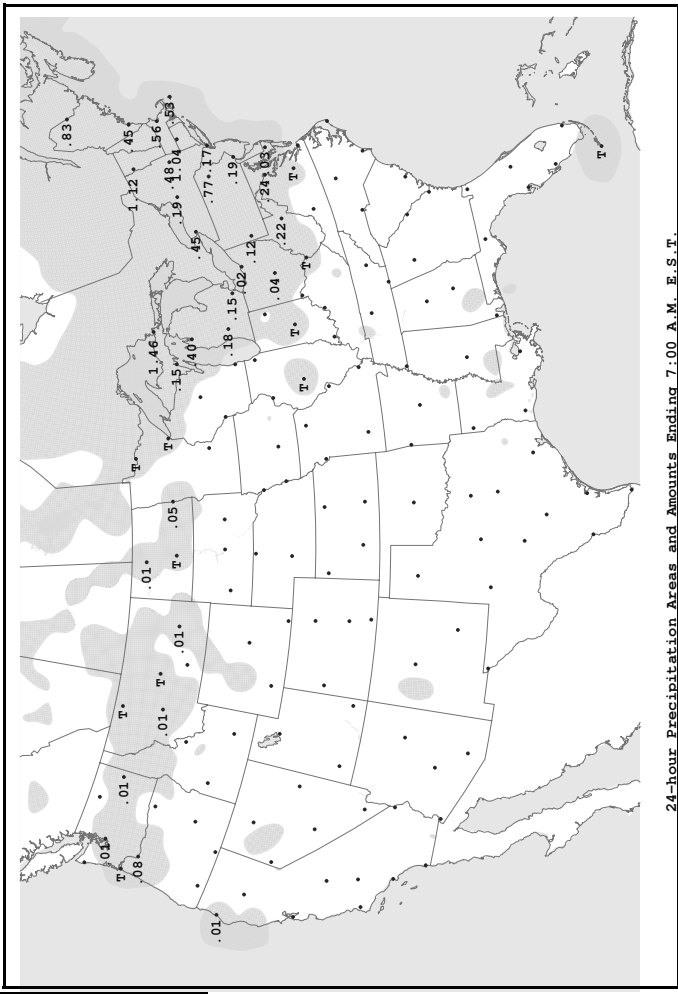 .83
.01
T
T
.01
.45
1.12
T
.08
.01
1.46
.56
T
.01
T
.48
.53
.05
.15
1.04
T
.19
.01
.40
.45
.17
.77
.01
.18
.15
.19
.02
.12
.24
.03
.04
.22
T
T
T
T
T
24-hour Precipitation Areas and Amounts Ending 7:00 A.M. E.S.T.